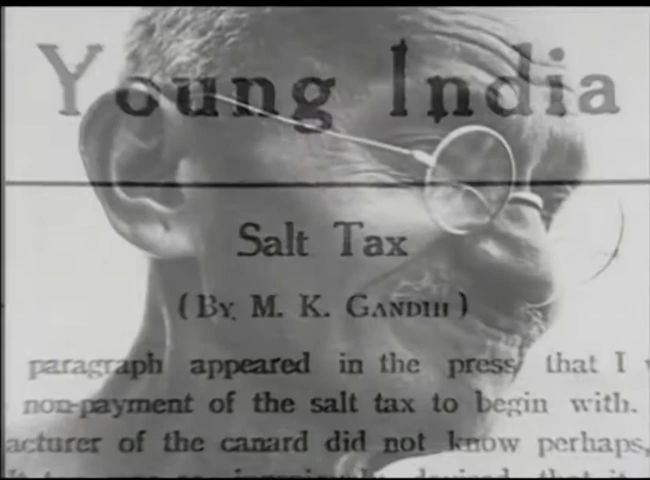 Young India
Salt Tax
(By M. K. GANDHI)
paragraph appeared in the press that I
non-payment of the salt tax to begin with.
acturer of the canard did not know perhaps,